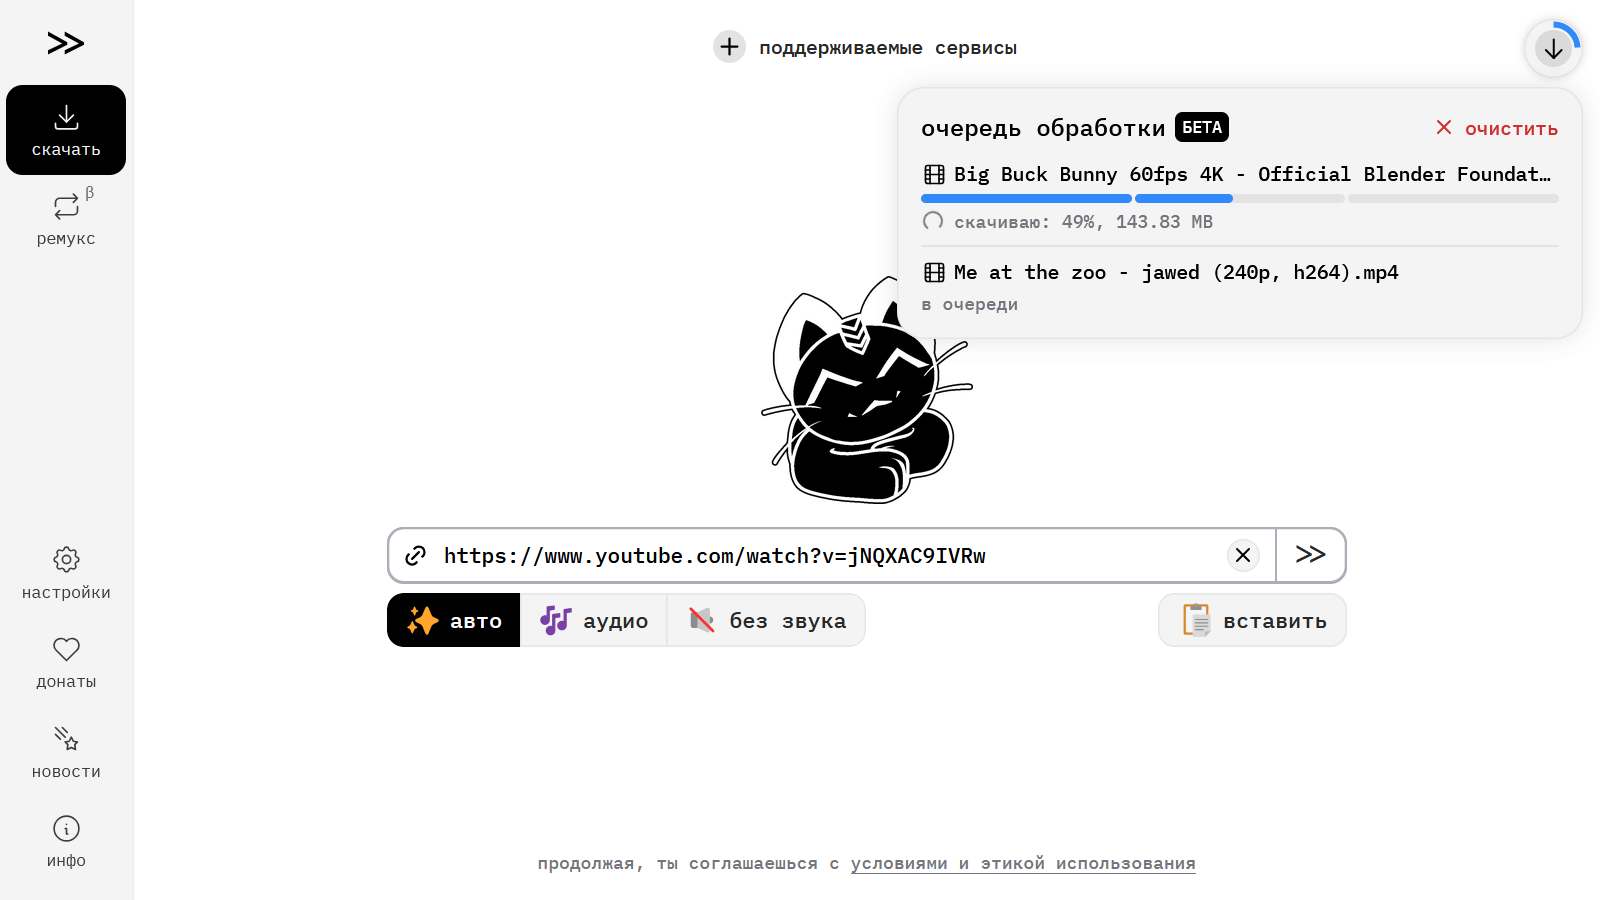 скачать
β
ремукс
настройки
донаты
новости
инфо
поддерживаемые сервисы
очередь обработки БЕТА
очистить
Big Buck Bunny 60fps 4K - Official Blender Foundat…
скачиваю: 49%, 143.83 MB
Me at the zoo - jawed (240p, h264).mp4
в очереди
https://www.youtube.com/watch?v=jNQXAC9IVRw
авто
аудио
без звука
вставить
продолжая, ты соглашаешься с условиями и этикой использования